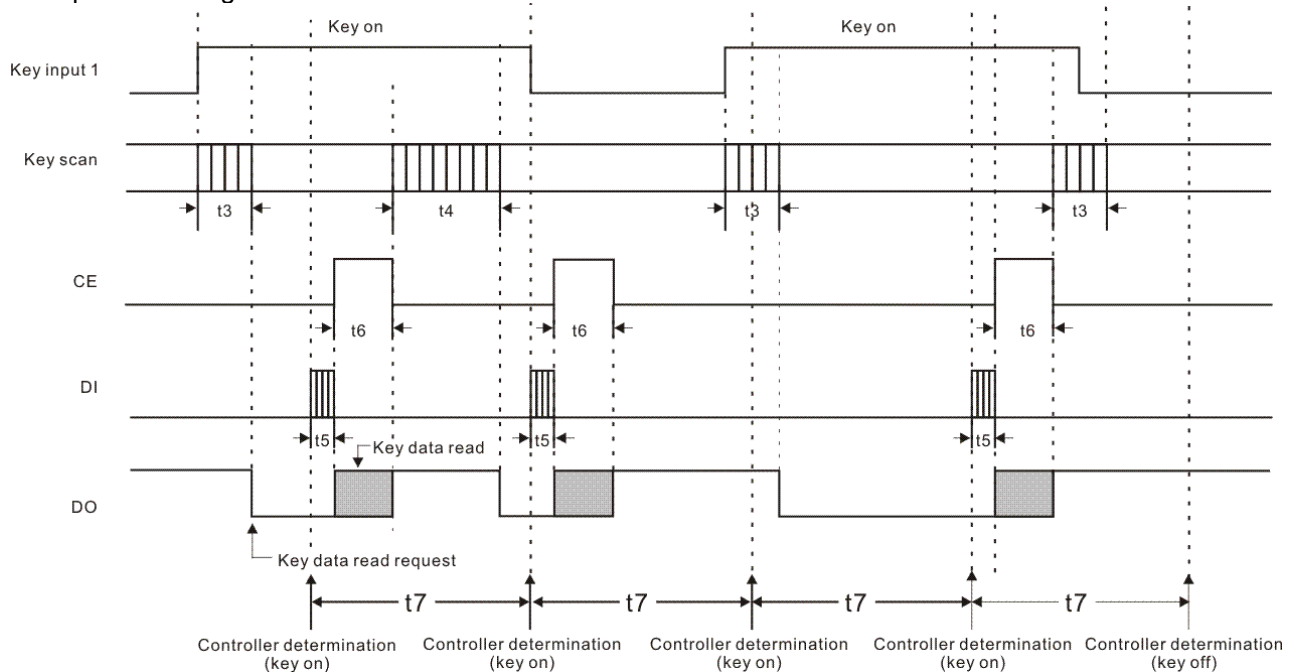 Key on Key on
Key input 1
Key scan
t3 t4 t3 t3
CE
t6 t6 t6
DI
t5 t5 t5
Key data read
DO
Key data read request
t7 t7 t7 t7
Controller determination Controller determination Controller determination Controller determination Controller determination
(key on) (key on) (key on) (key on) (key off)